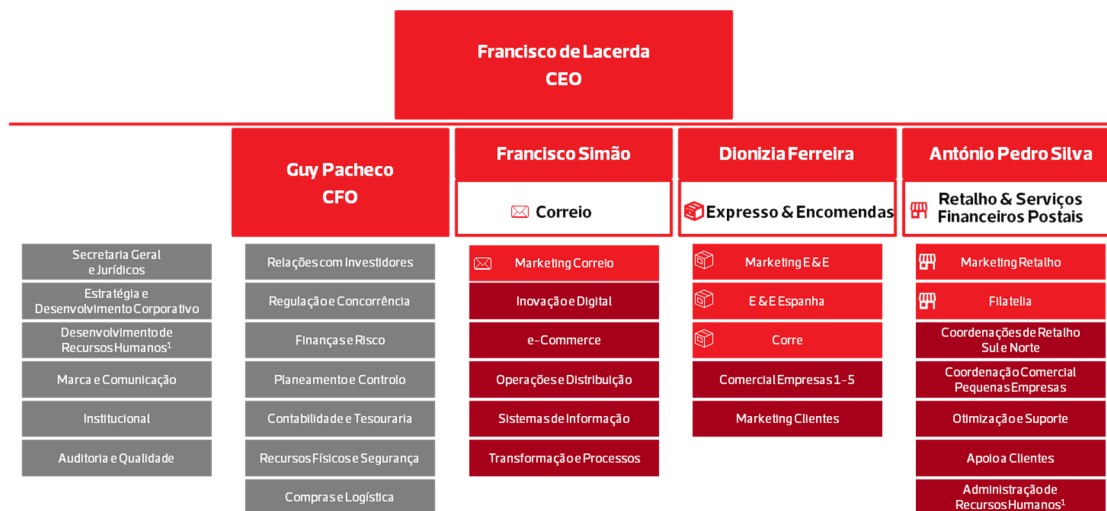 Francisco de Lacerda
CEO
Guy Pacheco
CFO
Francisco Simão
Correio
Dionizia Ferreira
Expresso & Encomendas
António Pedro Silva
Retalho & Serviços
Financeiros Postais
Secretaria Geral
e Jurídicos
Estratégia e
Desenvolvimento Corporativo
Desenvolvimento de
Recursos Humanos¹
Marca e Comunicação
Institucional
Auditoria e Qualidade
Relações com Investidores
Regulação e Concorrência
Finanças e Risco
Planeamento e Controlo
Contabilidade e Tesouraria
Recursos Físicos e Segurança
Compras e Logística
Marketing Correio
Inovação e Digital
e-Commerce
Operações e Distribuição
Sistemas de Informação
Transformação e Processos
Marketing E & E
E & E Espanha
Corre
Comercial Empresas 1-5
Marketing Clientes
Marketing Retalho
Filatelia
Coordenações de Retalho
Sul e Norte
Coordenação Comercial
Pequenas Empresas
Otimização e Suporte
Apoio a Clientes
Administração de
Recursos Humanos¹